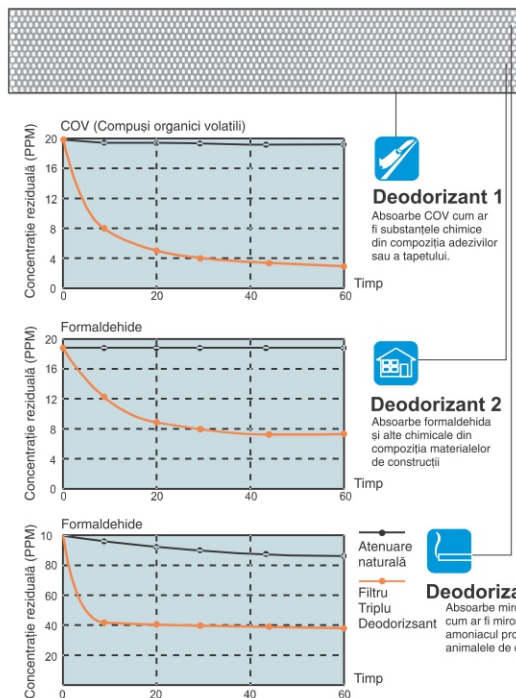 COV (Compuși organici volatili)
Concentrație reziduală (PPM)
20
16
12
8
4
0
0
20
40
60
Timp
Deodorizant 1
Absoarbe COV cum ar
fi substanțele chimice
din compoziția adezivilor
sau a tapetului.
Formaldehide
Concentrație reziduală (PPM)
20
16
12
8
4
0
0
20
40
60
Timp
Deodorizant 2
Absoarbe formaldehida
și alte chimicale din
compoziția materialelor
de construcții
Formaldehide
Concentrație reziduală (PPM)
10
80
60
40
20
0
20
40
60
Timp
Atenuare
naturală
Filtru
Triplu
Deodorizsant
Deodoriza
Absoarbe miro
cum ar fi miros
amoniacul pro
animalele de c